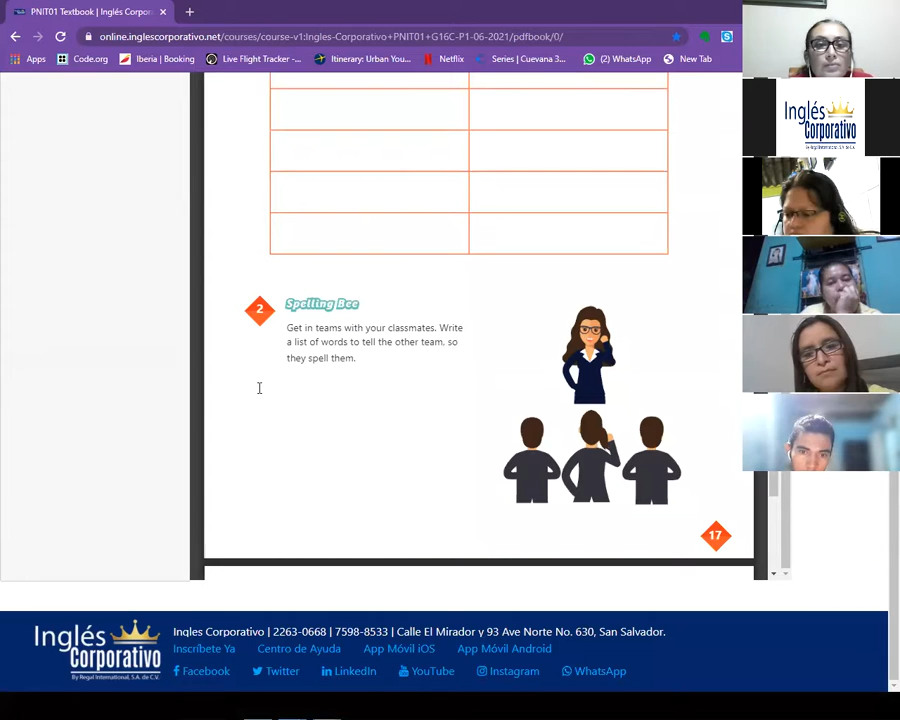 PNIT01 Textbook | Inglés Corpor
online.inglescorporativo.net/courses/course-v1:Ingles-Corporativo+PNIT01+G16C-P1-06-2021/pdfbook/0/
Apps Code.org Iberia | Booking Live Flight Tracker -... Itinerary: Urban You... Netflix Series | Cuevana 3... (2) WhatsApp New Tab
Inglés
Corporativo
By Regal International, S.A. de C.V.
2 Spelling Bee
Get in teams with your classmates. Write
a list of words to tell the other team, so
they spell them.
17
Inglés
Corporativo
By Regal International, S.A. de C.V.
Ingles Corporativo | 2263-0668 | 7598-8533 | Calle El Mirador y 93 Ave Norte No. 630, San Salvador.
Inscríbete Ya Centro de Ayuda App Móvil iOS App Móvil Android
Facebook Twitter LinkedIn YouTube Instagram WhatsApp